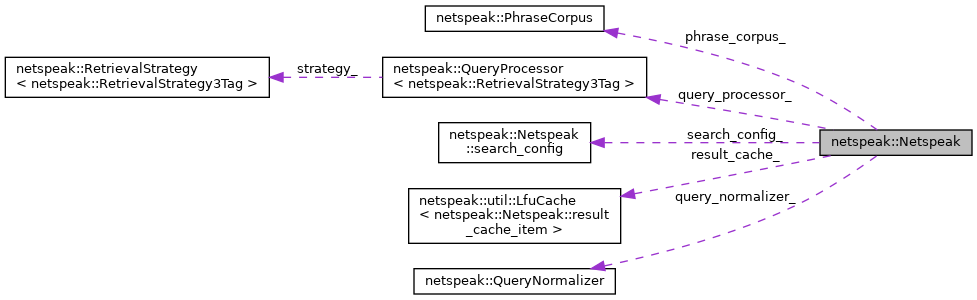 netspeak::PhraseCorpus
phrase_corpus_
netspeak::RetrievalStrategy
< netspeak::RetrievalStrategy3Tag >
strategy_
netspeak::QueryProcessor
< netspeak::RetrievalStrategy3Tag >
query_processor_
netspeak::Netspeak
::search_config
search_config_
netspeak::Netspeak
result_cache_
netspeak::util::LfuCache
< netspeak::Netspeak::result
_cache_item >
query_normalizer_
netspeak::QueryNormalizer